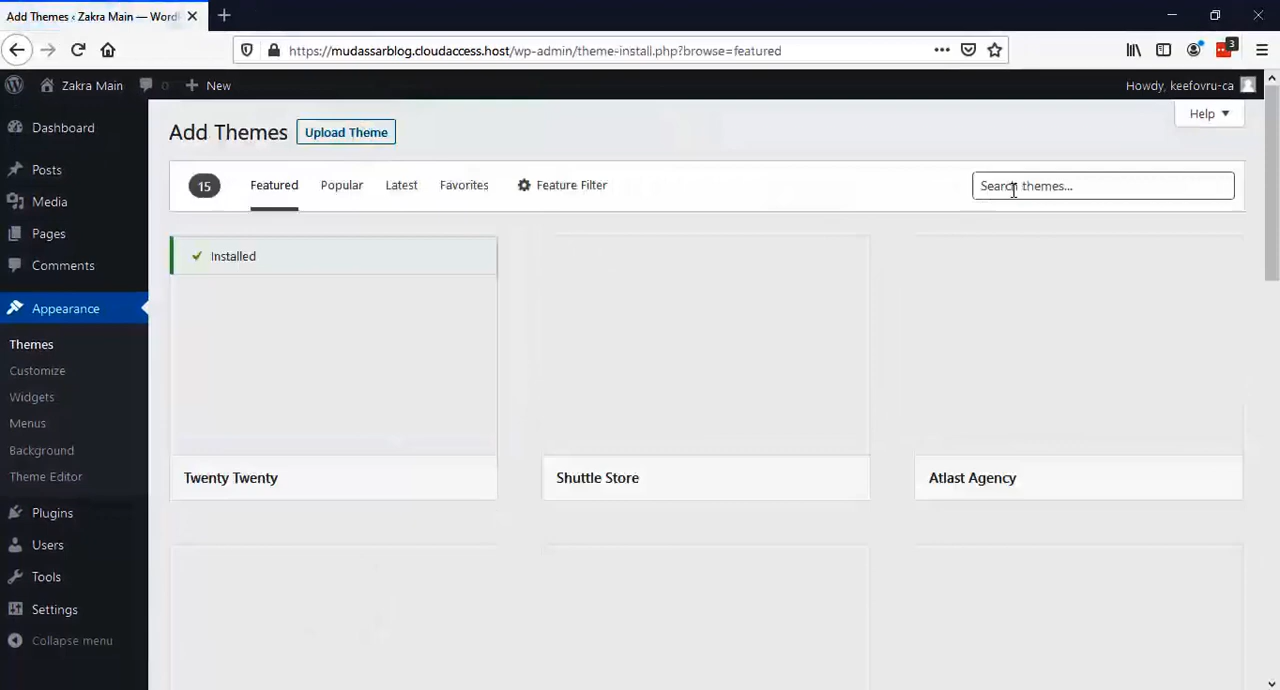 Add Themes ‹ Zakra Main — Word
https://mudassarblog.cloudaccess.host/wp-admin/theme-install.php?browse=featured
3
Zakra Main
0
New
Howdy, keefovru-ca
Dashboard
Posts
Media
Pages
Comments
Appearance
Themes
Customize
Widgets
Menus
Background
Theme Editor
Plugins
Users
Tools
Settings
Collapse menu
Help
Add Themes
Upload Theme
15
Featured
Popular
Latest
Favorites
Feature Filter
Search themes...
Installed
Twenty Twenty
Shuttle Store
Atlast Agency